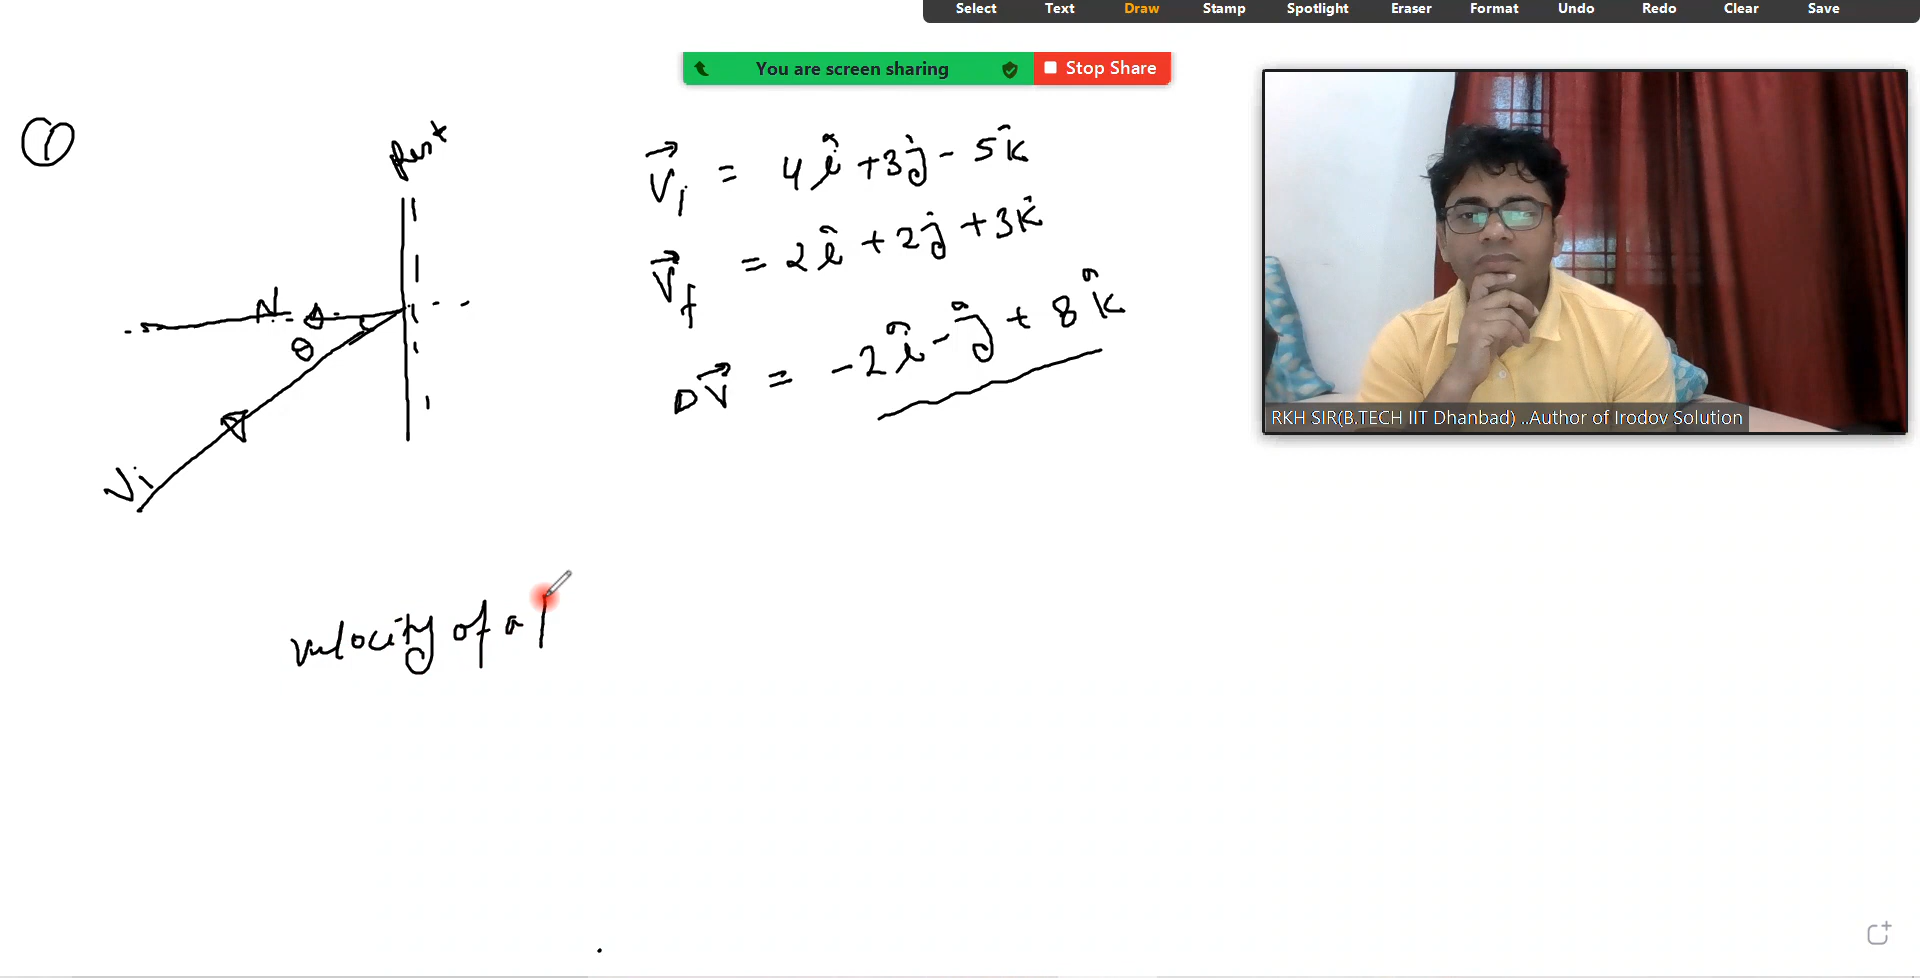 Select Text Draw Stamp Spotlight Eraser Format Undo Redo Clear Save
You are screen sharing Stop Share
①
Rest
N
θ
Vi
V⃗i = 4î + 3ĵ - 5k̂
V⃗f = 2î + 2ĵ + 3k̂
ΔV⃗ = -2î - ĵ + 8k̂
RKH SIR(B.TECH IIT Dhanbad) ..Author of Irodov Solution
velocity of a